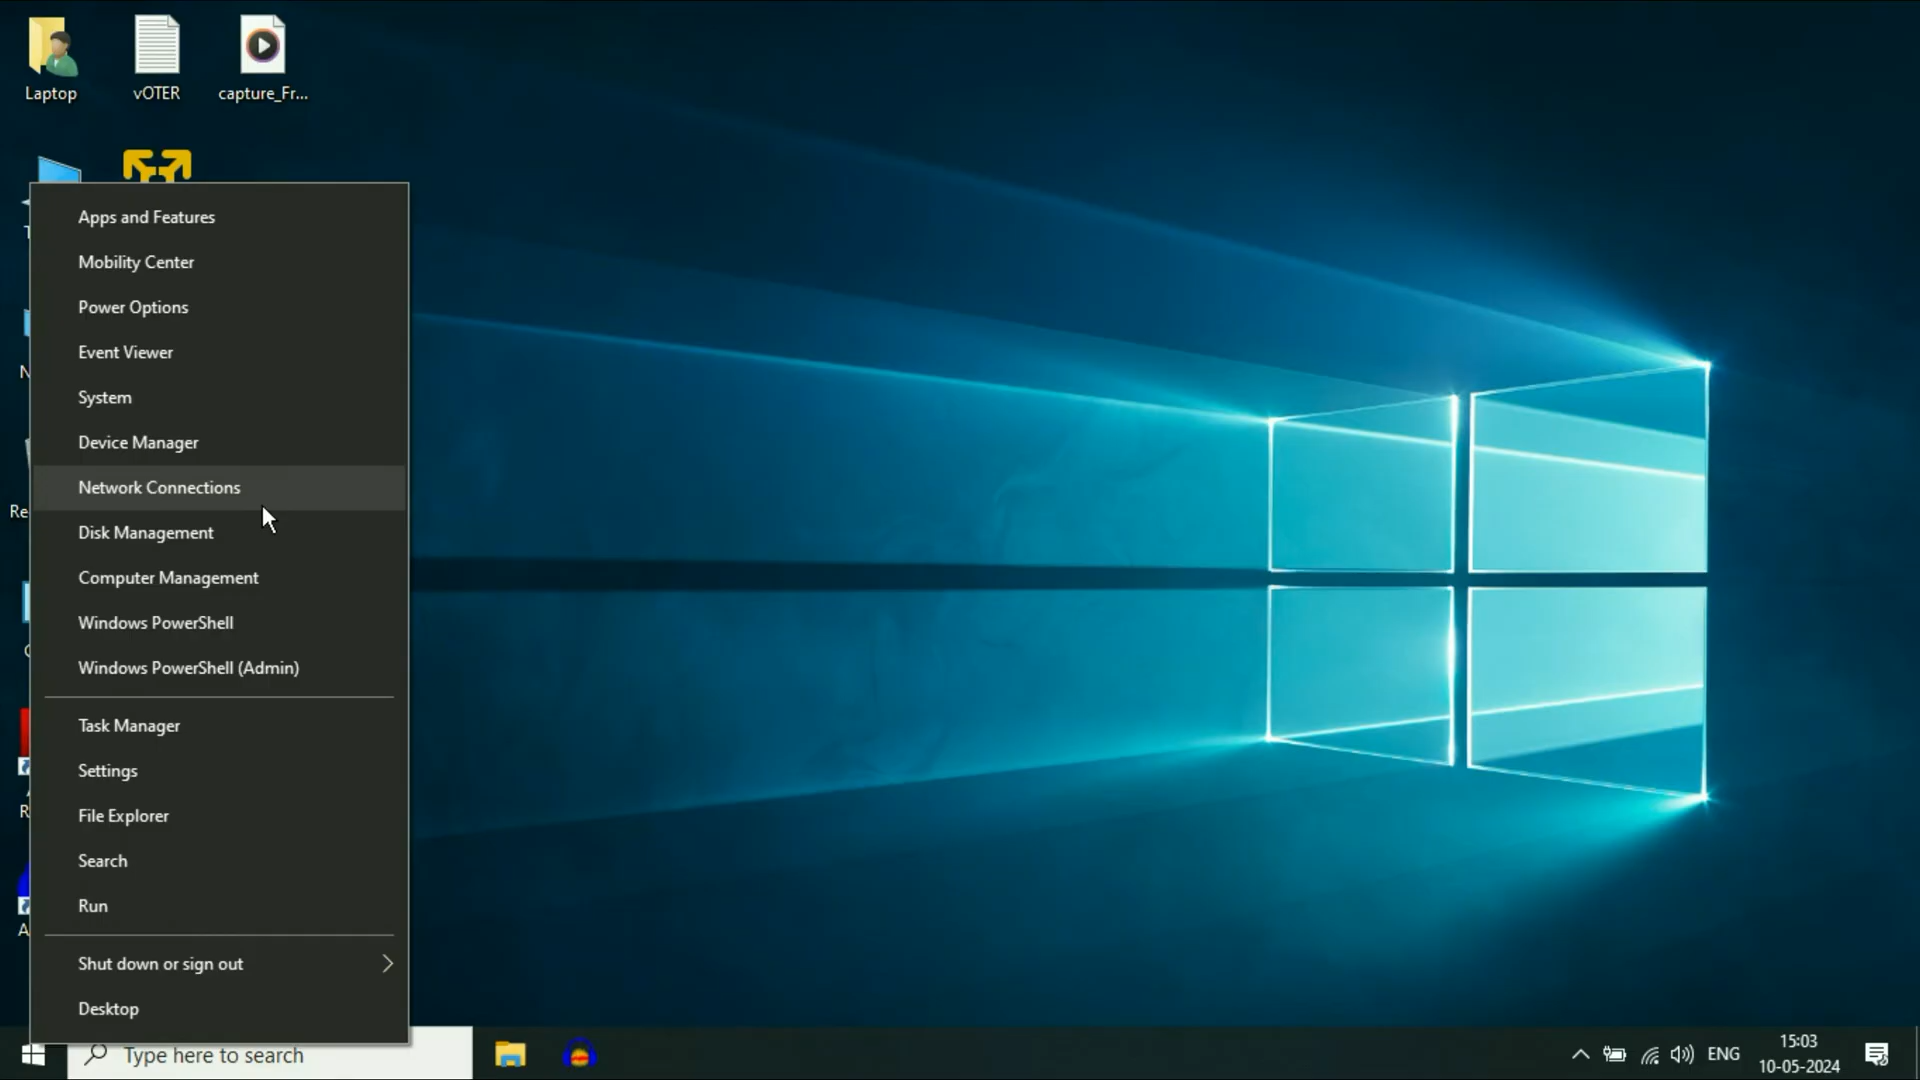 Laptop
vOTER
capture_Fr...
Apps and Features
Mobility Center
Power Options
Event Viewer
System
Device Manager
Network Connections
Disk Management
Computer Management
Windows PowerShell
Windows PowerShell (Admin)
Task Manager
Settings
File Explorer
Search
Run
Shut down or sign out
Desktop
Re
Type here to search
ENG
15:03
10-05-2024